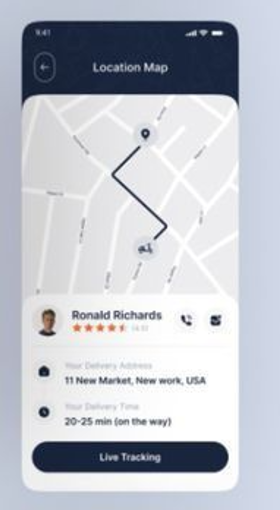 9:41
Location Map
Ronald Richards
Your Delivery Address
11 New Market, New work, USA
Your Delivery Time
20-25 min (on the way)
Live Tracking